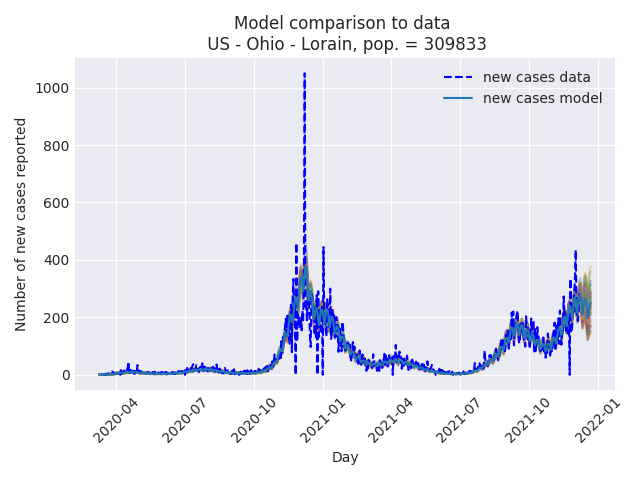 Model comparison to data
US - Ohio - Lorain, pop. = 309833
new cases data
new cases model
Number of new cases reported
1000
800
600
400
200
0
2020-04
2020-07
2020-10
2021-01
2021-04
2021-07
2021-10
2022-01
Day